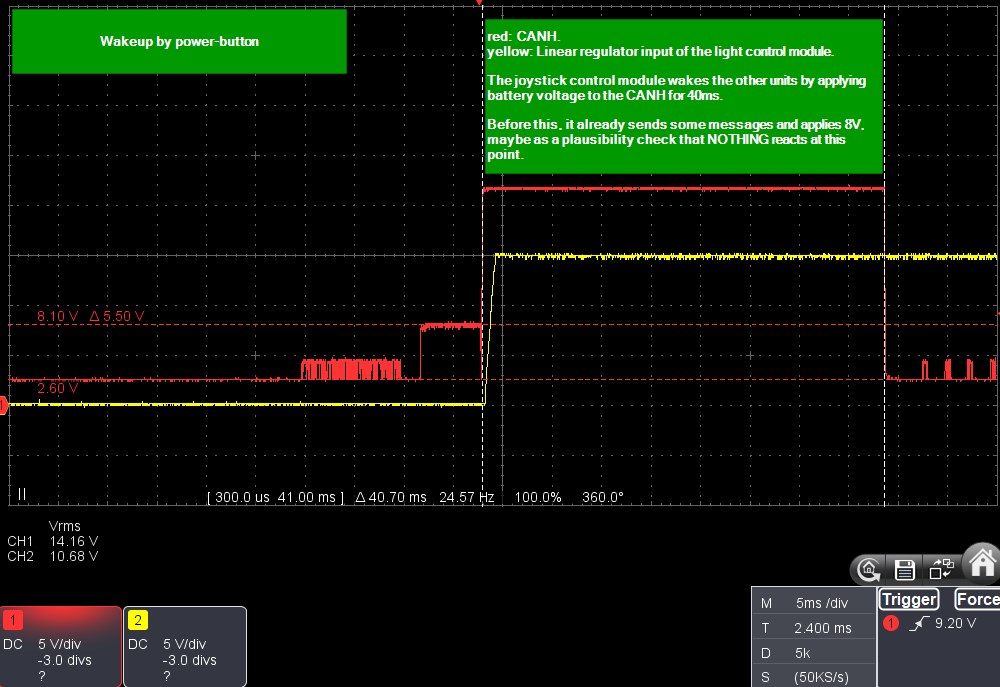 Wakeup by power-button
red: CANH.
yellow: Linear regulator input of the light control module.
The joystick control module wakes the other units by applying
battery voltage to the CANH for 40ms.
Before this, it already sends some messages and applies 8V,
maybe as a plausibility check that NOTHING reacts at this
point.
8.10 V Δ 5.50 V
2.60 V
1
[ 300.0 us 41.00 ms ] Δ 40.70 ms 24.57 Hz 100.0% 360.0°
Vrms
CH1 14.16 V
CH2 10.68 V
1
DC 5 V/div
-3.0 divs
?
2
DC 5 V/div
-3.0 divs
?
M 5ms /div
T 2.400 ms
D 5k
S (50KS/s)
Trigger Force
1 9.20 V